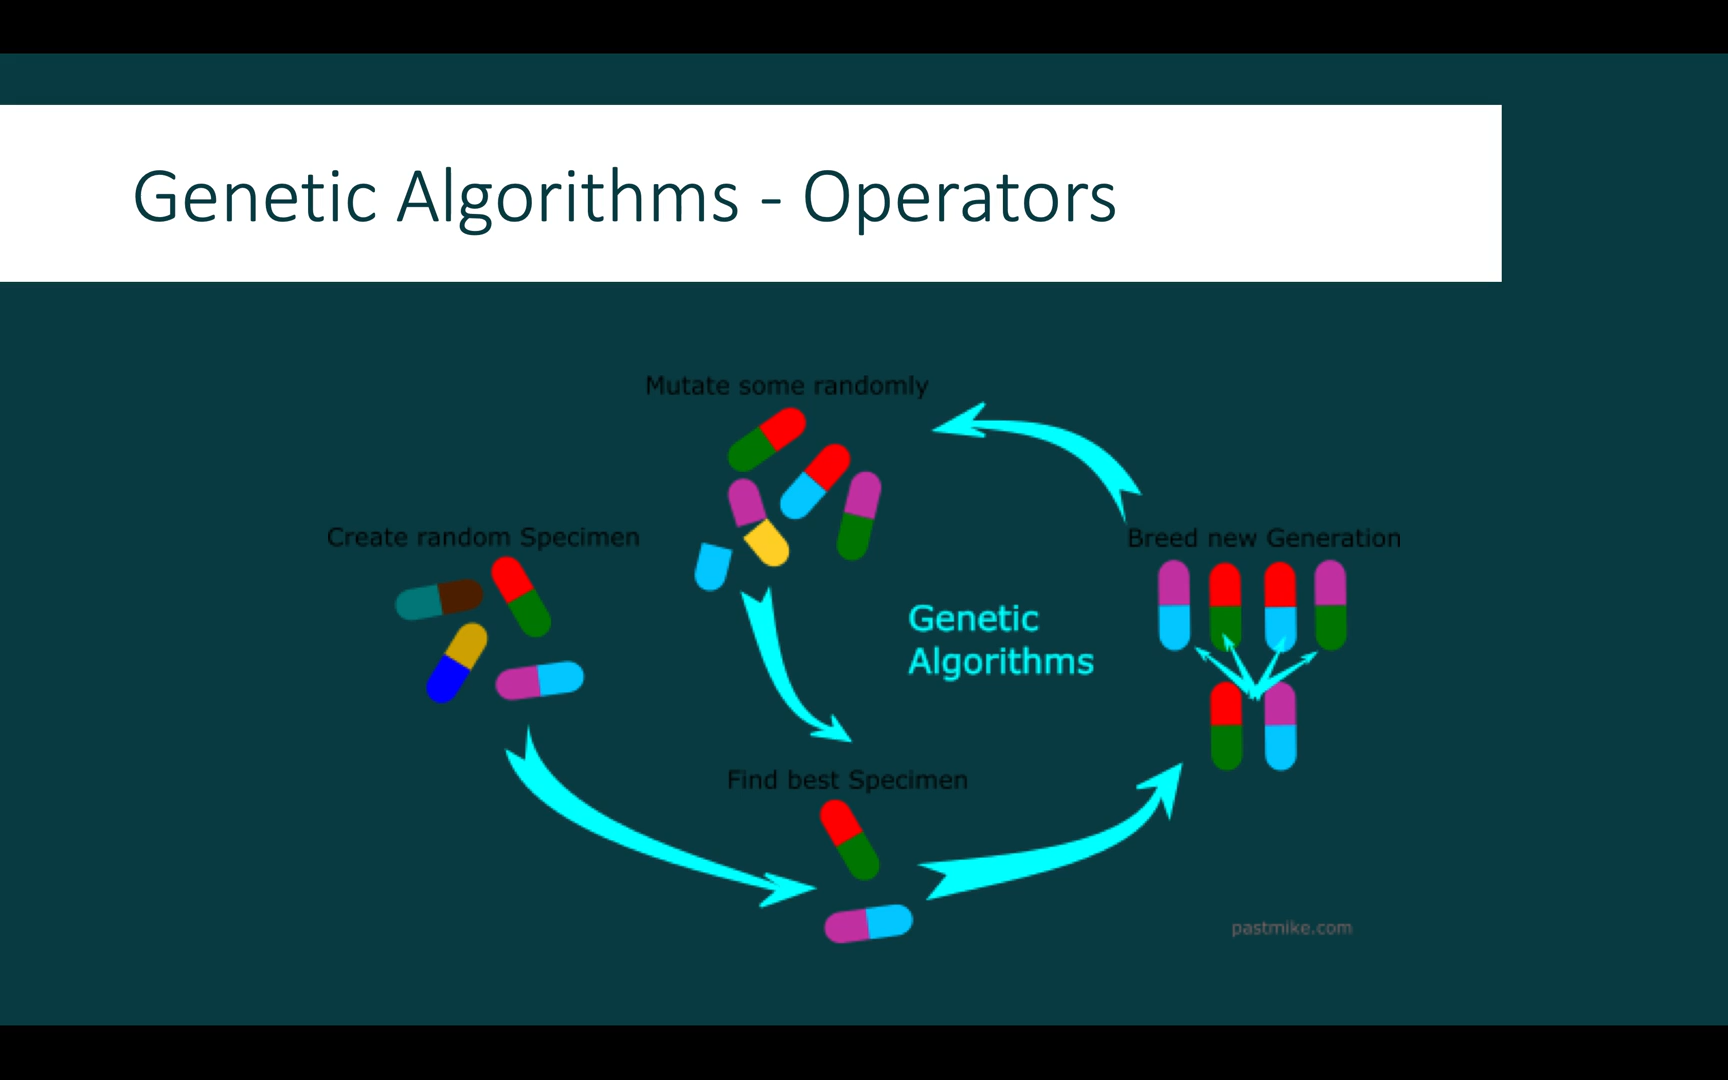 Genetic Algorithms - Operators
Mutate some randomly
Create random Specimen
Breed new Generation
Genetic
Algorithms
Find best Specimen
pastmike.com